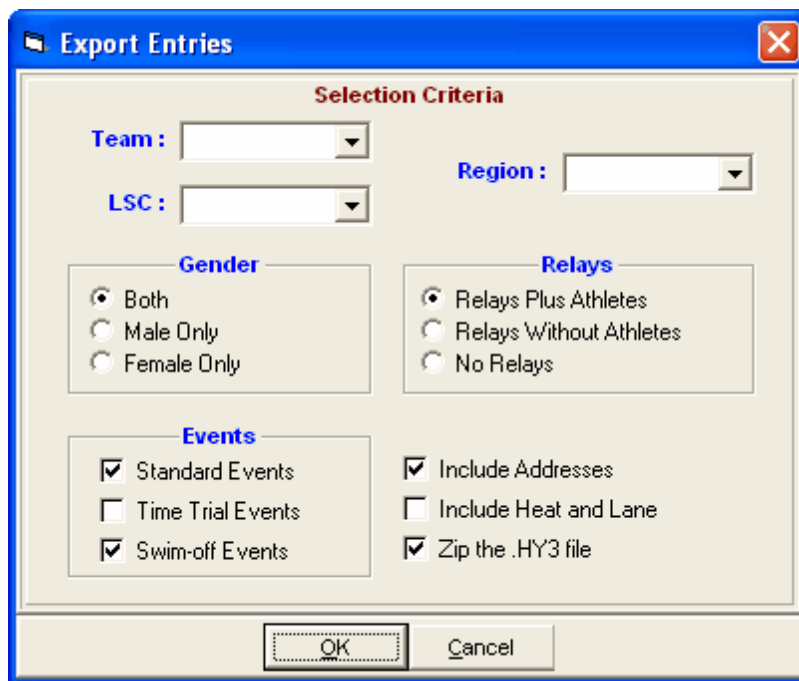 Export Entries
Selection Criteria
Team :
Region :
LSC :
Gender
Both
Male Only
Female Only
Relays
Relays Plus Athletes
Relays Without Athletes
No Relays
Events
Standard Events
Time Trial Events
Swim-off Events
Include Addresses
Include Heat and Lane
Zip the .HY3 file
OK
Cancel